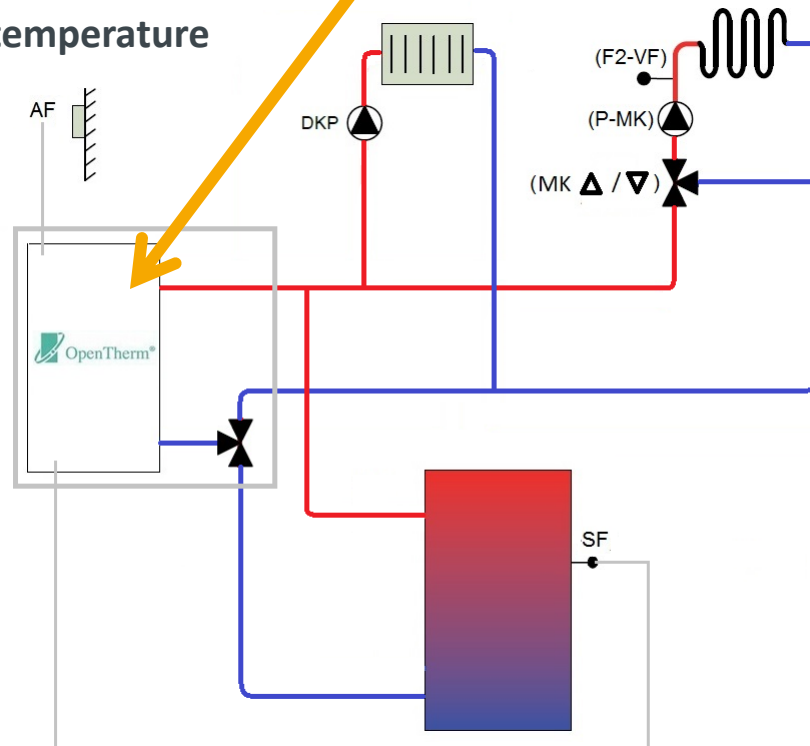 temperature
(F2-VF)
AF
DKP
(P-MK)
(MK △ / ▽ )
OpenTherm®
SF